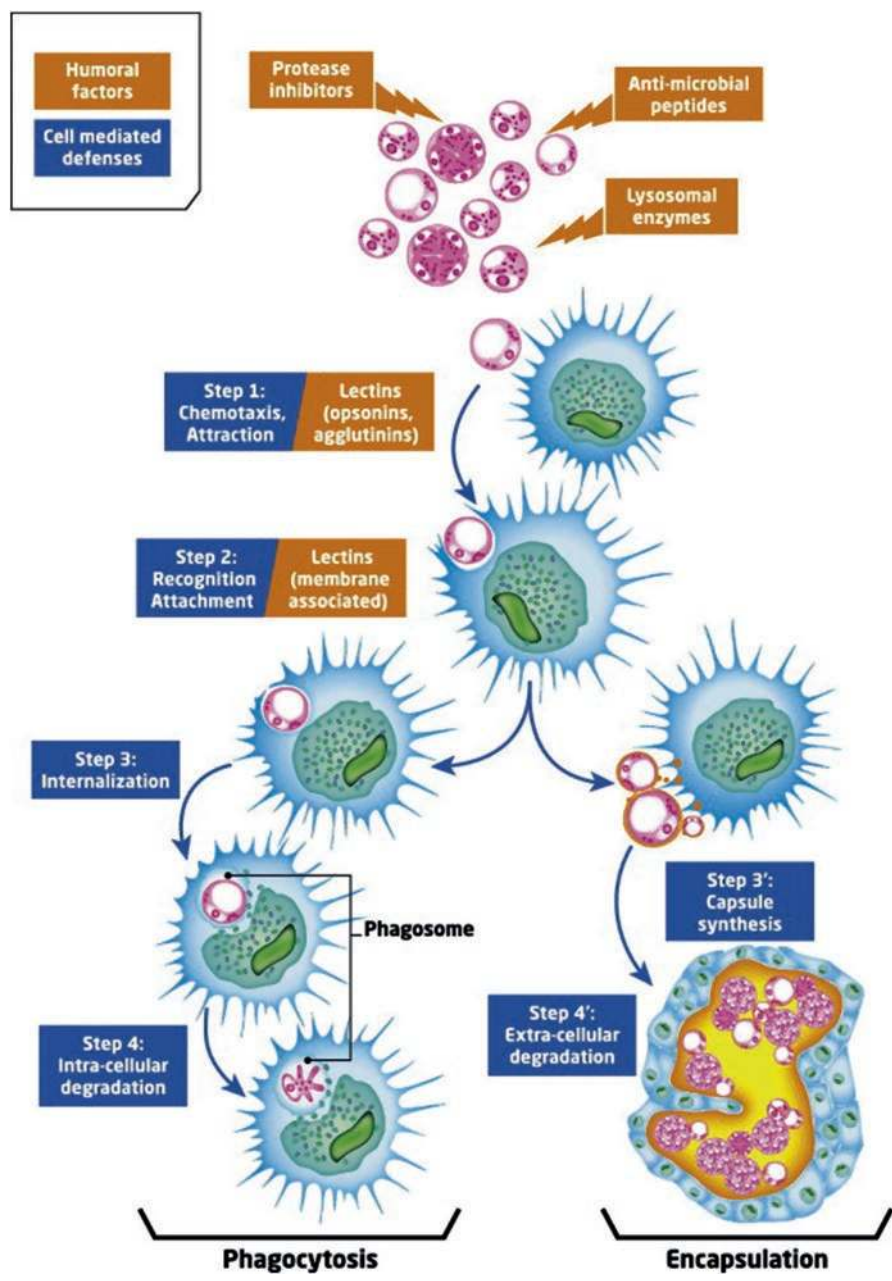 Humoral
factors
Cell mediated
defenses
Protease
inhibitors
Anti-microbial
peptides
Lysosomal
enzymes
Step 1:
Chemotaxis,
Attraction
Lectins
(opsonins,
agglutinins)
Step 2:
Recognition
Attachment
Lectins
(membrane
associated)
Step 3:
Internalization
Step 3':
Capsule
synthesis
Phagosome
Step 4:
Intra-cellular
degradation
Step 4':
Extra-cellular
degradation
Phagocytosis
Encapsulation